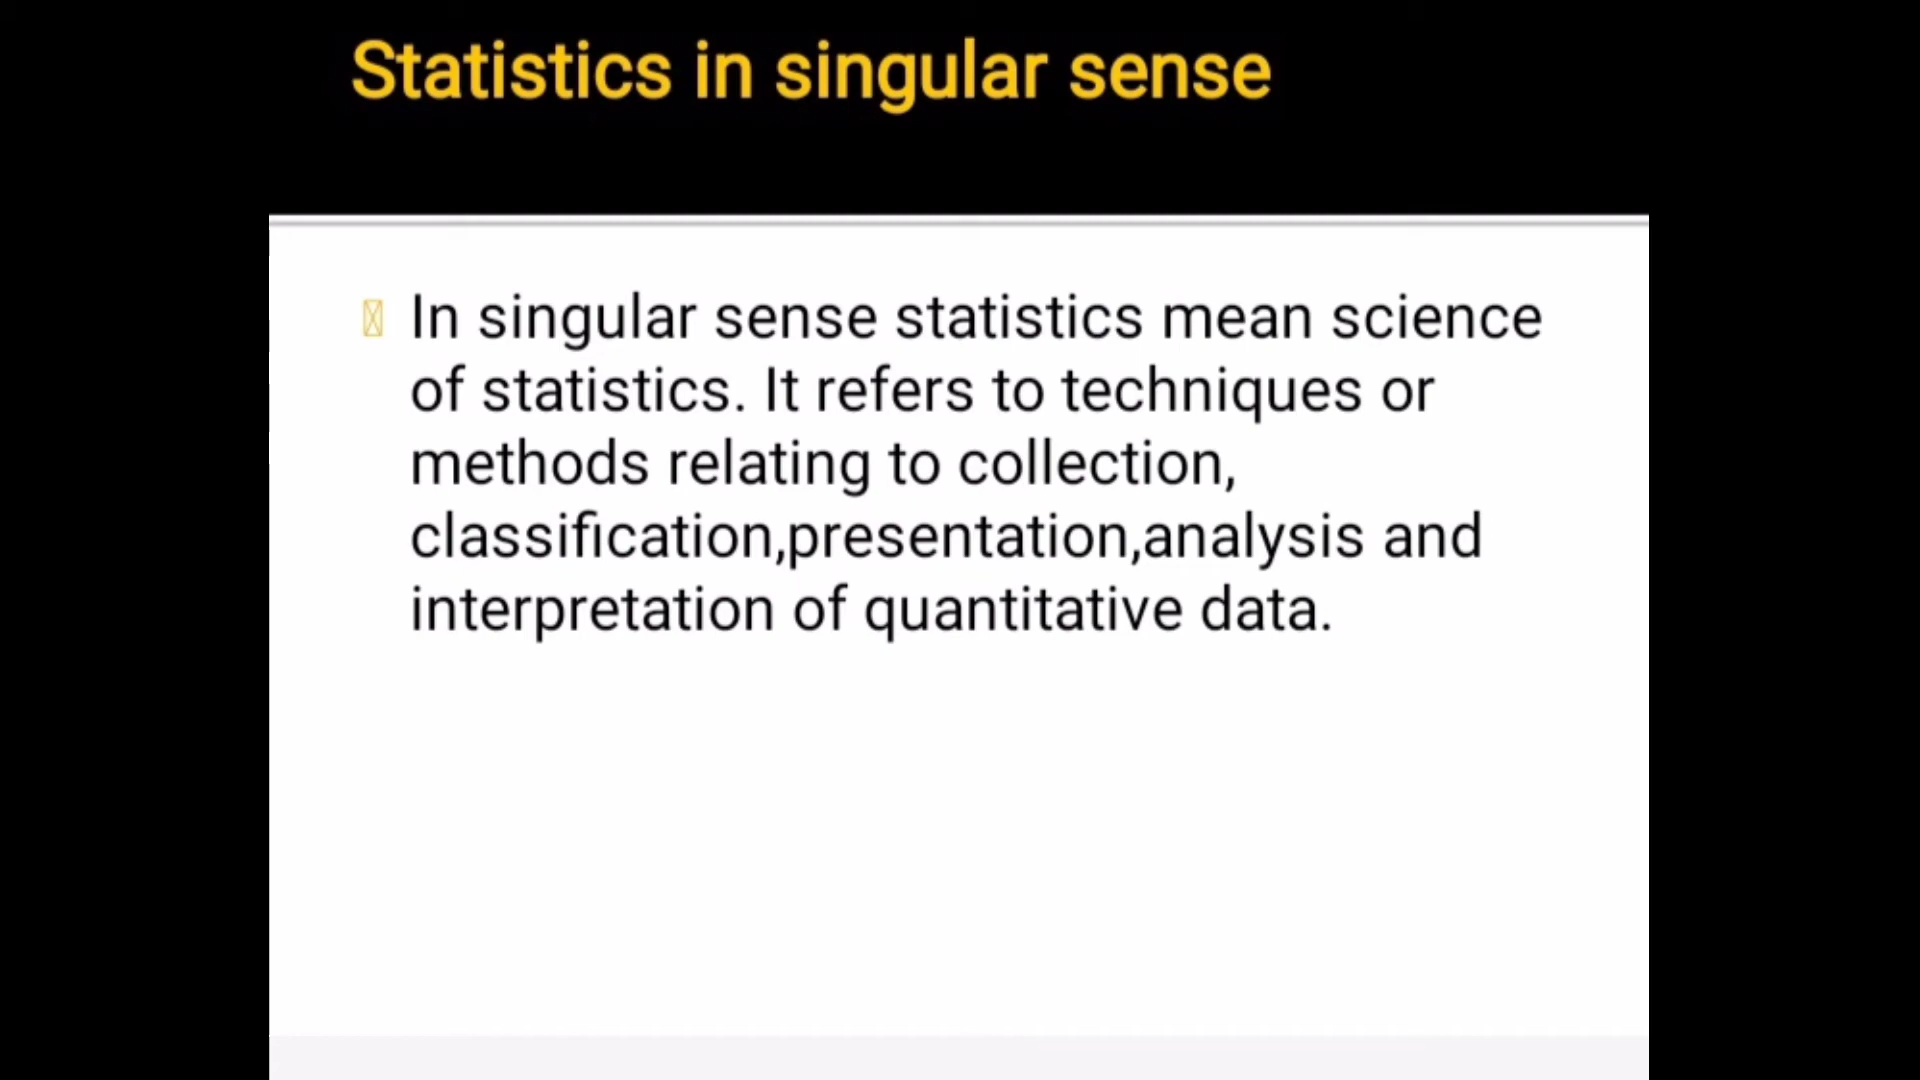 Statistics in singular sense
In singular sense statistics mean science
of statistics. It refers to techniques or
methods relating to collection,
classification,presentation,analysis and
interpretation of quantitative data.